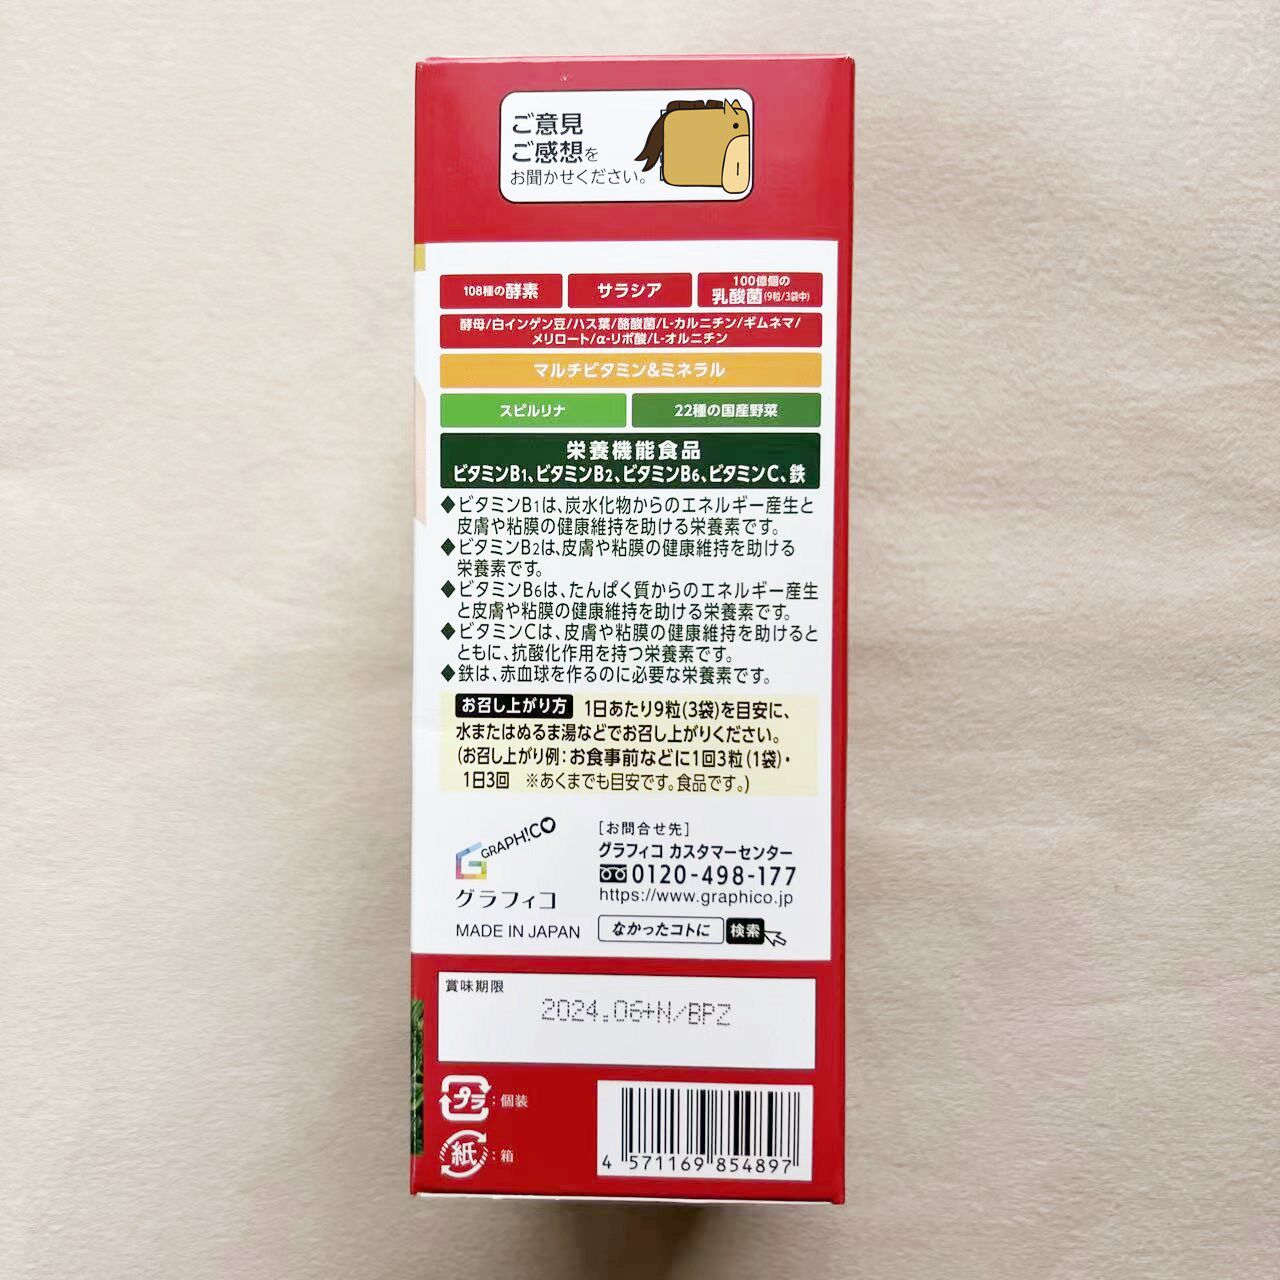 ご意見
ご感想を
お聞かせください。
108種の酵素
サラシア
100億個の
乳酸菌(9粒/3袋中)
酵母/白インゲン豆/ハス葉/酪酸菌/L-カルニチン/ギムネマ/
メリロート/α-リポ酸/L-オルニチン
マルチビタミン&ミネラル
スピルリナ
22種の国産野菜
栄養機能食品
ビタミンB1、ビタミンB2、ビタミンB6、ビタミンC、鉄
◆ビタミンB1は、炭水化物からのエネルギー産生と
皮膚や粘膜の健康維持を助ける栄養素です。
◆ビタミンB2は、皮膚や粘膜の健康維持を助ける
栄養素です。
◆ビタミンB6は、たんぱく質からのエネルギー産生
と皮膚や粘膜の健康維持を助ける栄養素です。
◆ビタミンCは、皮膚や粘膜の健康維持を助けると
ともに、抗酸化作用を持つ栄養素です。
◆鉄は、赤血球を作るのに必要な栄養素です。
お召し上がり方 1日あたり9粒(3袋)を目安に、
水またはぬるま湯などでお召し上がりください。
(お召し上がり例:お食事前などに1回3粒(1袋)・
1日3回 ※あくまでも目安です。食品です。)
GRAPH!CO
グラフィコ
MADE IN JAPAN
[お問合せ先]
グラフィコ カスタマーセンター
0120-498-177
https://www.graphico.jp
なかったコトに 検索
賞味期限
2024.06+N/BPZ
プラ:個装
紙:箱
4 571169 854897